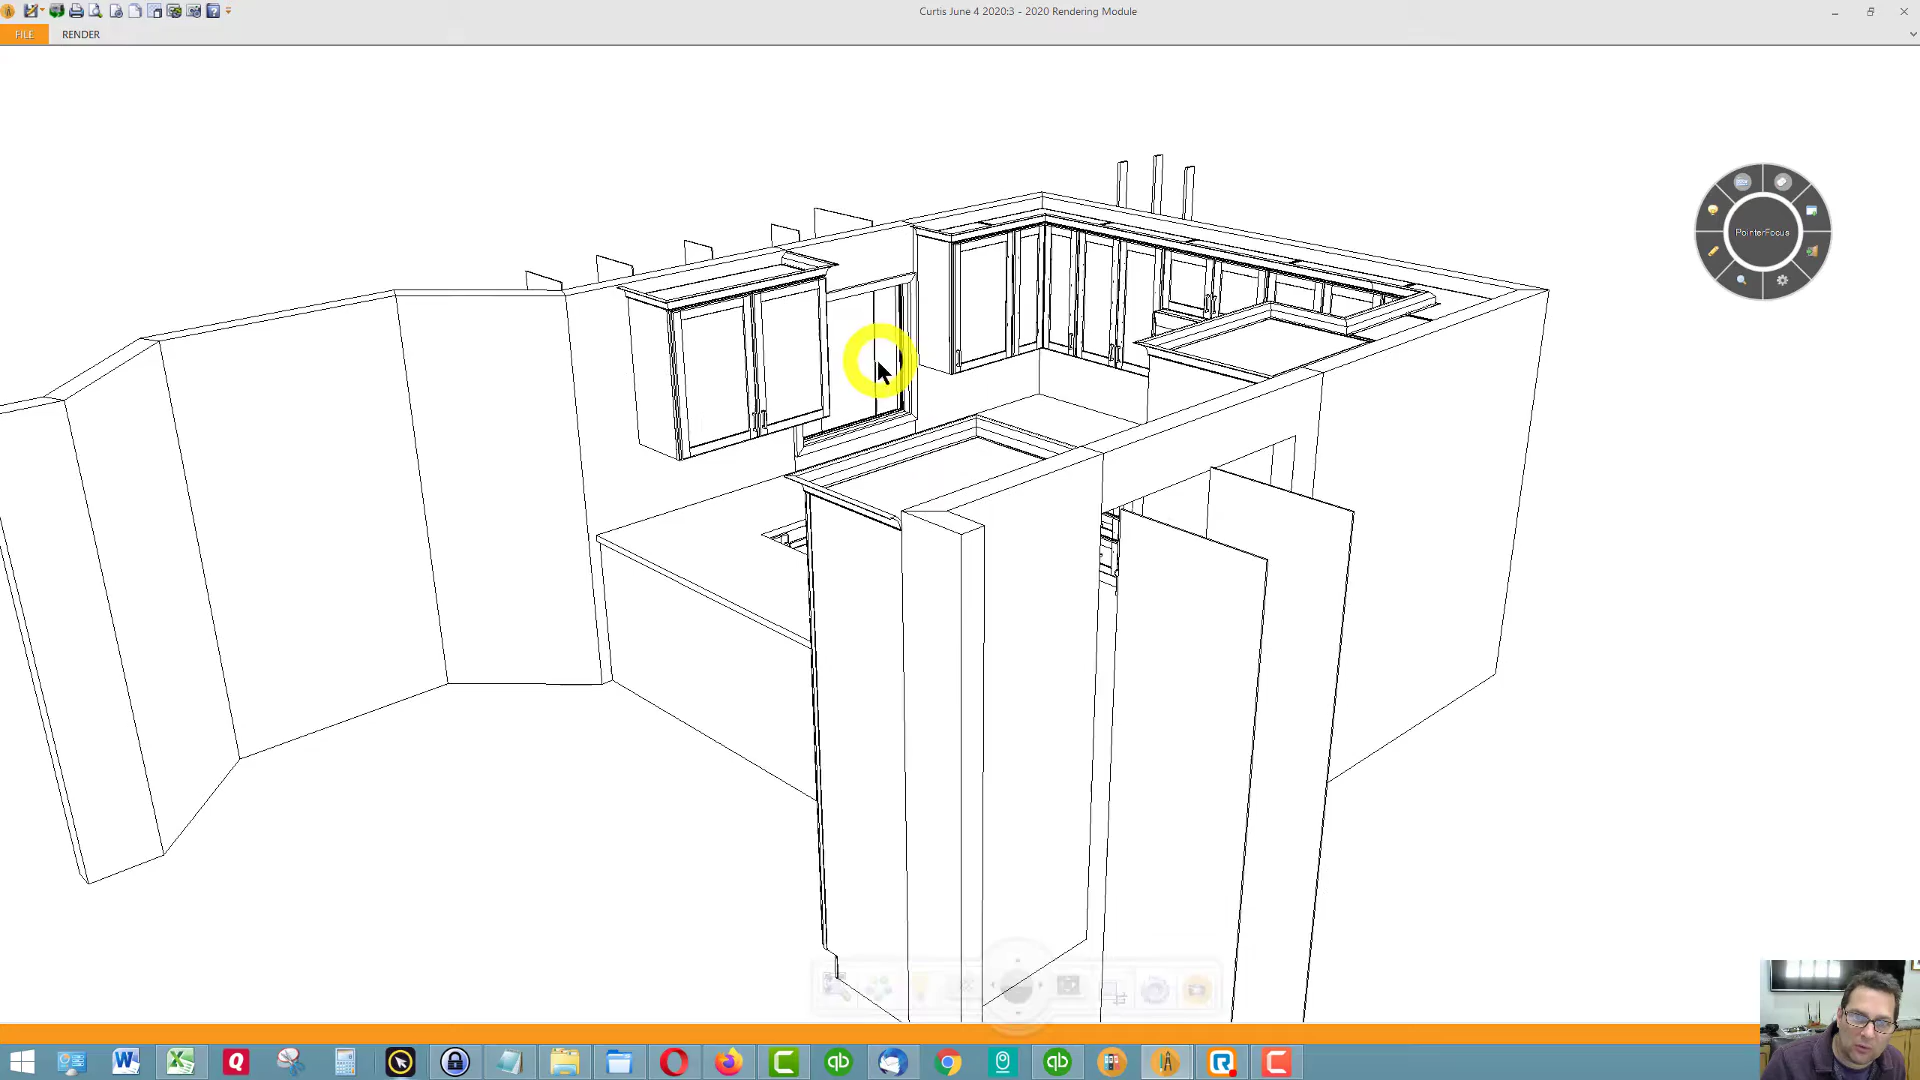 Curtis June 4 2020:3 - 2020 Rendering Module
FILE RENDER
PointerFocus